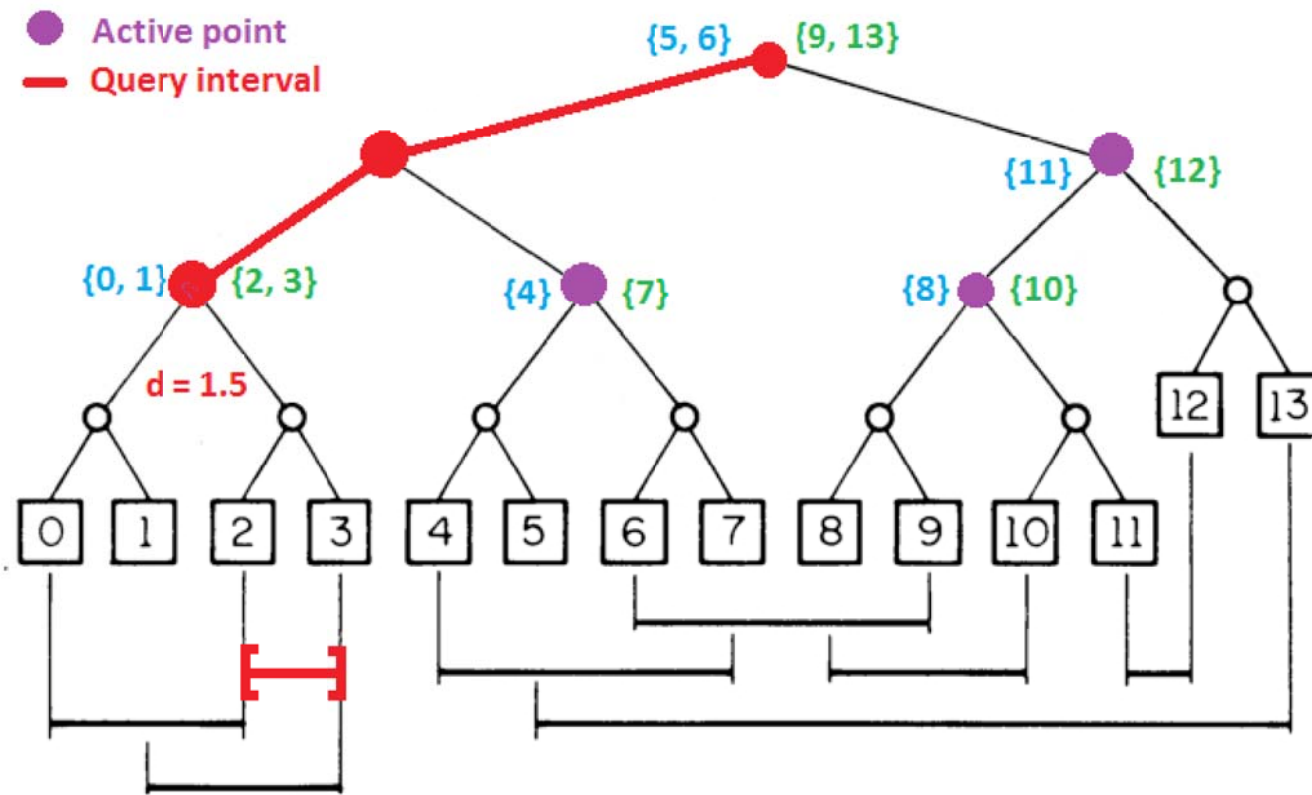 Active point
Query interval
{5, 6} {9, 13}
{11} {12}
{0, 1} {2, 3} {4} {7} {8} {10}
d = 1.5
12 13
0 1 2 3 4 5 6 7 8 9 10 11